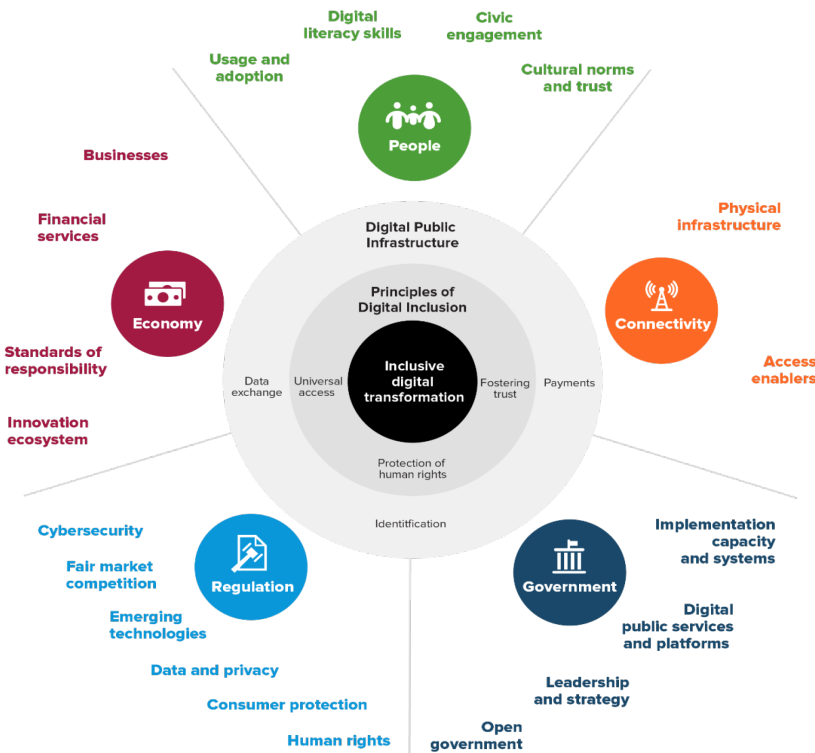 Digital
literacy skills
Civic
engagement
Usage and
adoption
Cultural norms
and trust
People
Businesses
Financial
services
Economy
Standards of
responsibility
Innovation
ecosystem
Physical
infrastructure
Connectivity
Access
enablers
Digital Public
Infrastructure
Principles of
Digital Inclusion
Inclusive
digital
transformation
Data
exchange
Universal
access
Fostering
trust
Payments
Protection of
human rights
Identitfication
Cybersecurity
Fair market
competition
Regulation
Emerging
technologies
Data and privacy
Consumer protection
Human rights
Government
Implementation
capacity
and systems
Digital
public services
and platforms
Leadership
and strategy
Open
government